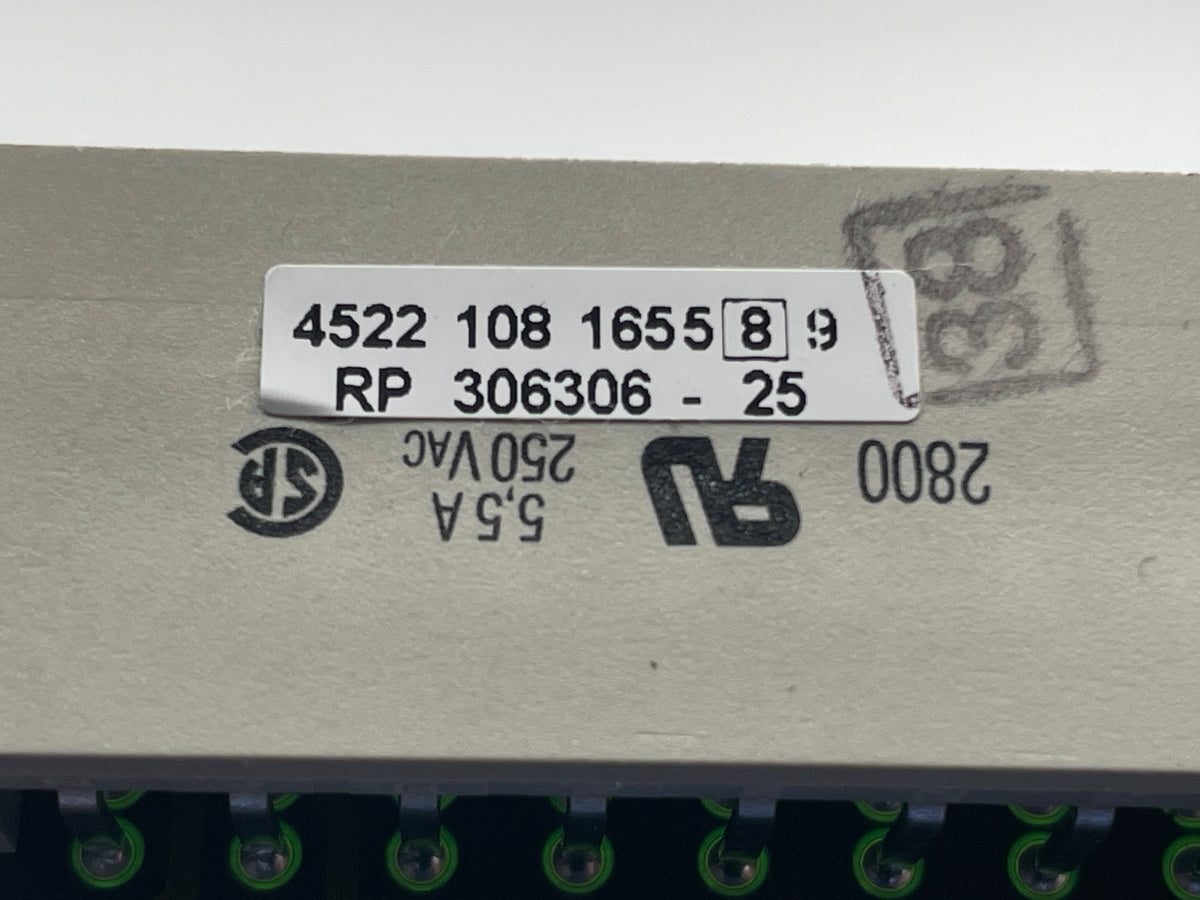 4522 108 1655 8 9
RP 306306 - 25
38
2800
5,5 A
250 VAC